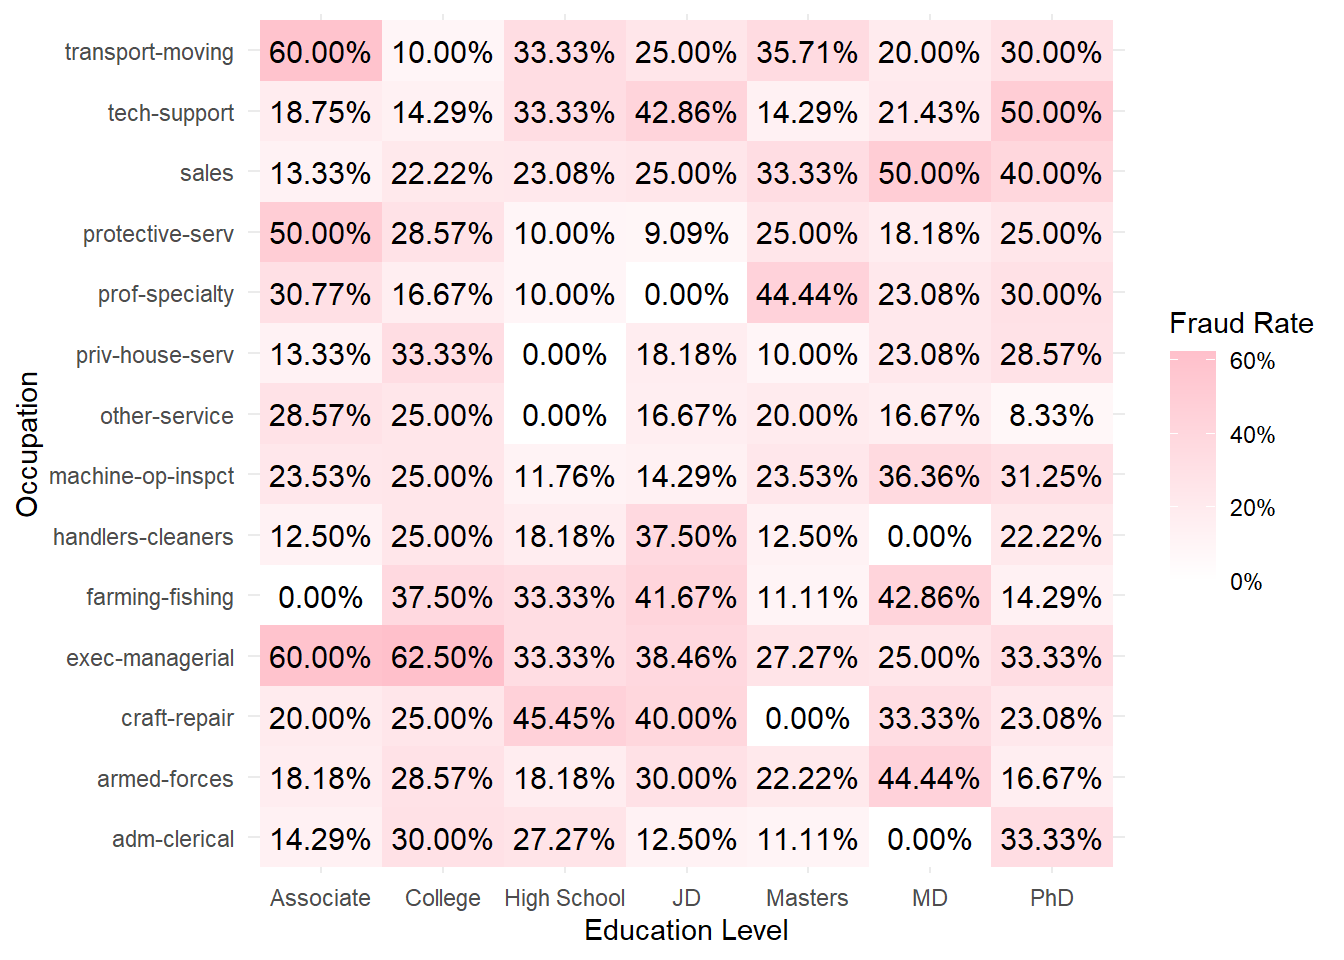 transport-moving 60.00% 10.00% 33.33% 25.00% 35.71% 20.00% 30.00%
tech-support 18.75% 14.29% 33.33% 42.86% 14.29% 21.43% 50.00%
sales 13.33% 22.22% 23.08% 25.00% 33.33% 50.00% 40.00%
protective-serv 50.00% 28.57% 10.00% 9.09% 25.00% 18.18% 25.00%
prof-specialty 30.77% 16.67% 10.00% 0.00% 44.44% 23.08% 30.00%
priv-house-serv 13.33% 33.33% 0.00% 18.18% 10.00% 23.08% 28.57%
other-service 28.57% 25.00% 0.00% 16.67% 20.00% 16.67% 8.33%
machine-op-inspct 23.53% 25.00% 11.76% 14.29% 23.53% 36.36% 31.25%
handlers-cleaners 12.50% 25.00% 18.18% 37.50% 12.50% 0.00% 22.22%
farming-fishing 0.00% 37.50% 33.33% 41.67% 11.11% 42.86% 14.29%
exec-managerial 60.00% 62.50% 33.33% 38.46% 27.27% 25.00% 33.33%
craft-repair 20.00% 25.00% 45.45% 40.00% 0.00% 33.33% 23.08%
armed-forces 18.18% 28.57% 18.18% 30.00% 22.22% 44.44% 16.67%
adm-clerical 14.29% 30.00% 27.27% 12.50% 11.11% 0.00% 33.33%
Associate College High School JD Masters MD PhD
Education Level
Occupation
Fraud Rate
60%
40%
20%
0%